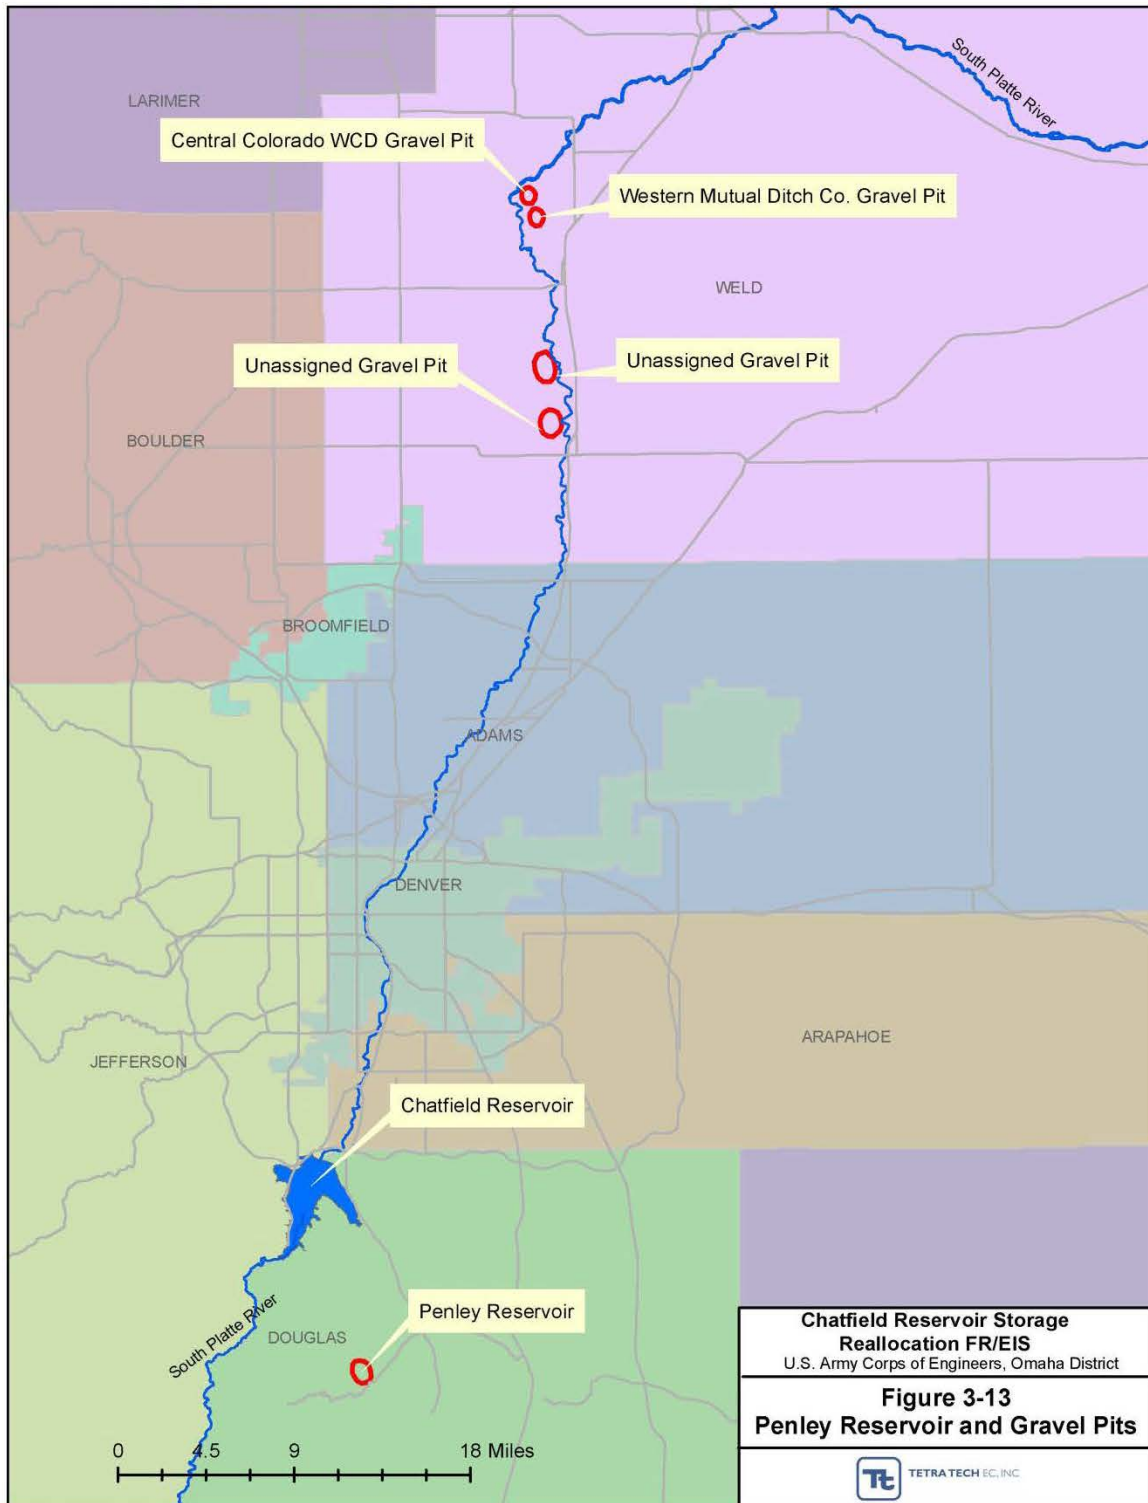 South Platte River
LARIMER
Central Colorado WCD Gravel Pit
Western Mutual Ditch Co. Gravel Pit
WELD
Unassigned Gravel Pit
Unassigned Gravel Pit
BOULDER
BROOMFIELD
ADAMS
DENVER
ARAPAHOE
JEFFERSON
Chatfield Reservoir
Penley Reservoir
South Platte River
DOUGLAS
0 4.5 9 18 Miles
Chatfield Reservoir Storage
Reallocation FR/EIS
U.S. Army Corps of Engineers, Omaha District
Figure 3-13
Penley Reservoir and Gravel Pits
Tt TETRA TECH EC, INC